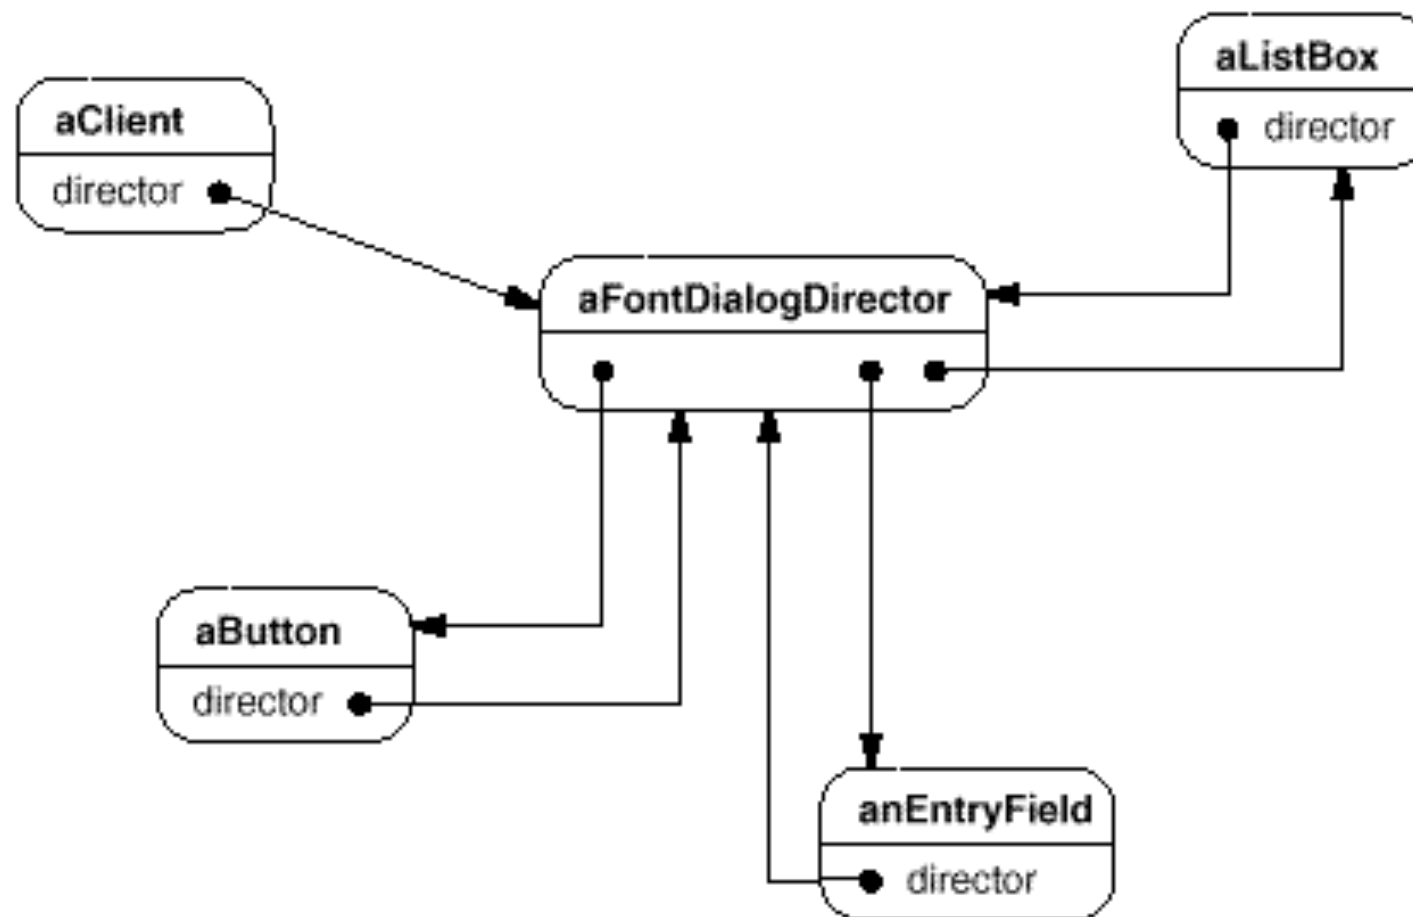 aListBox
director
aClient
director
aFontDialogDirector
aButton
director
anEntryField
director